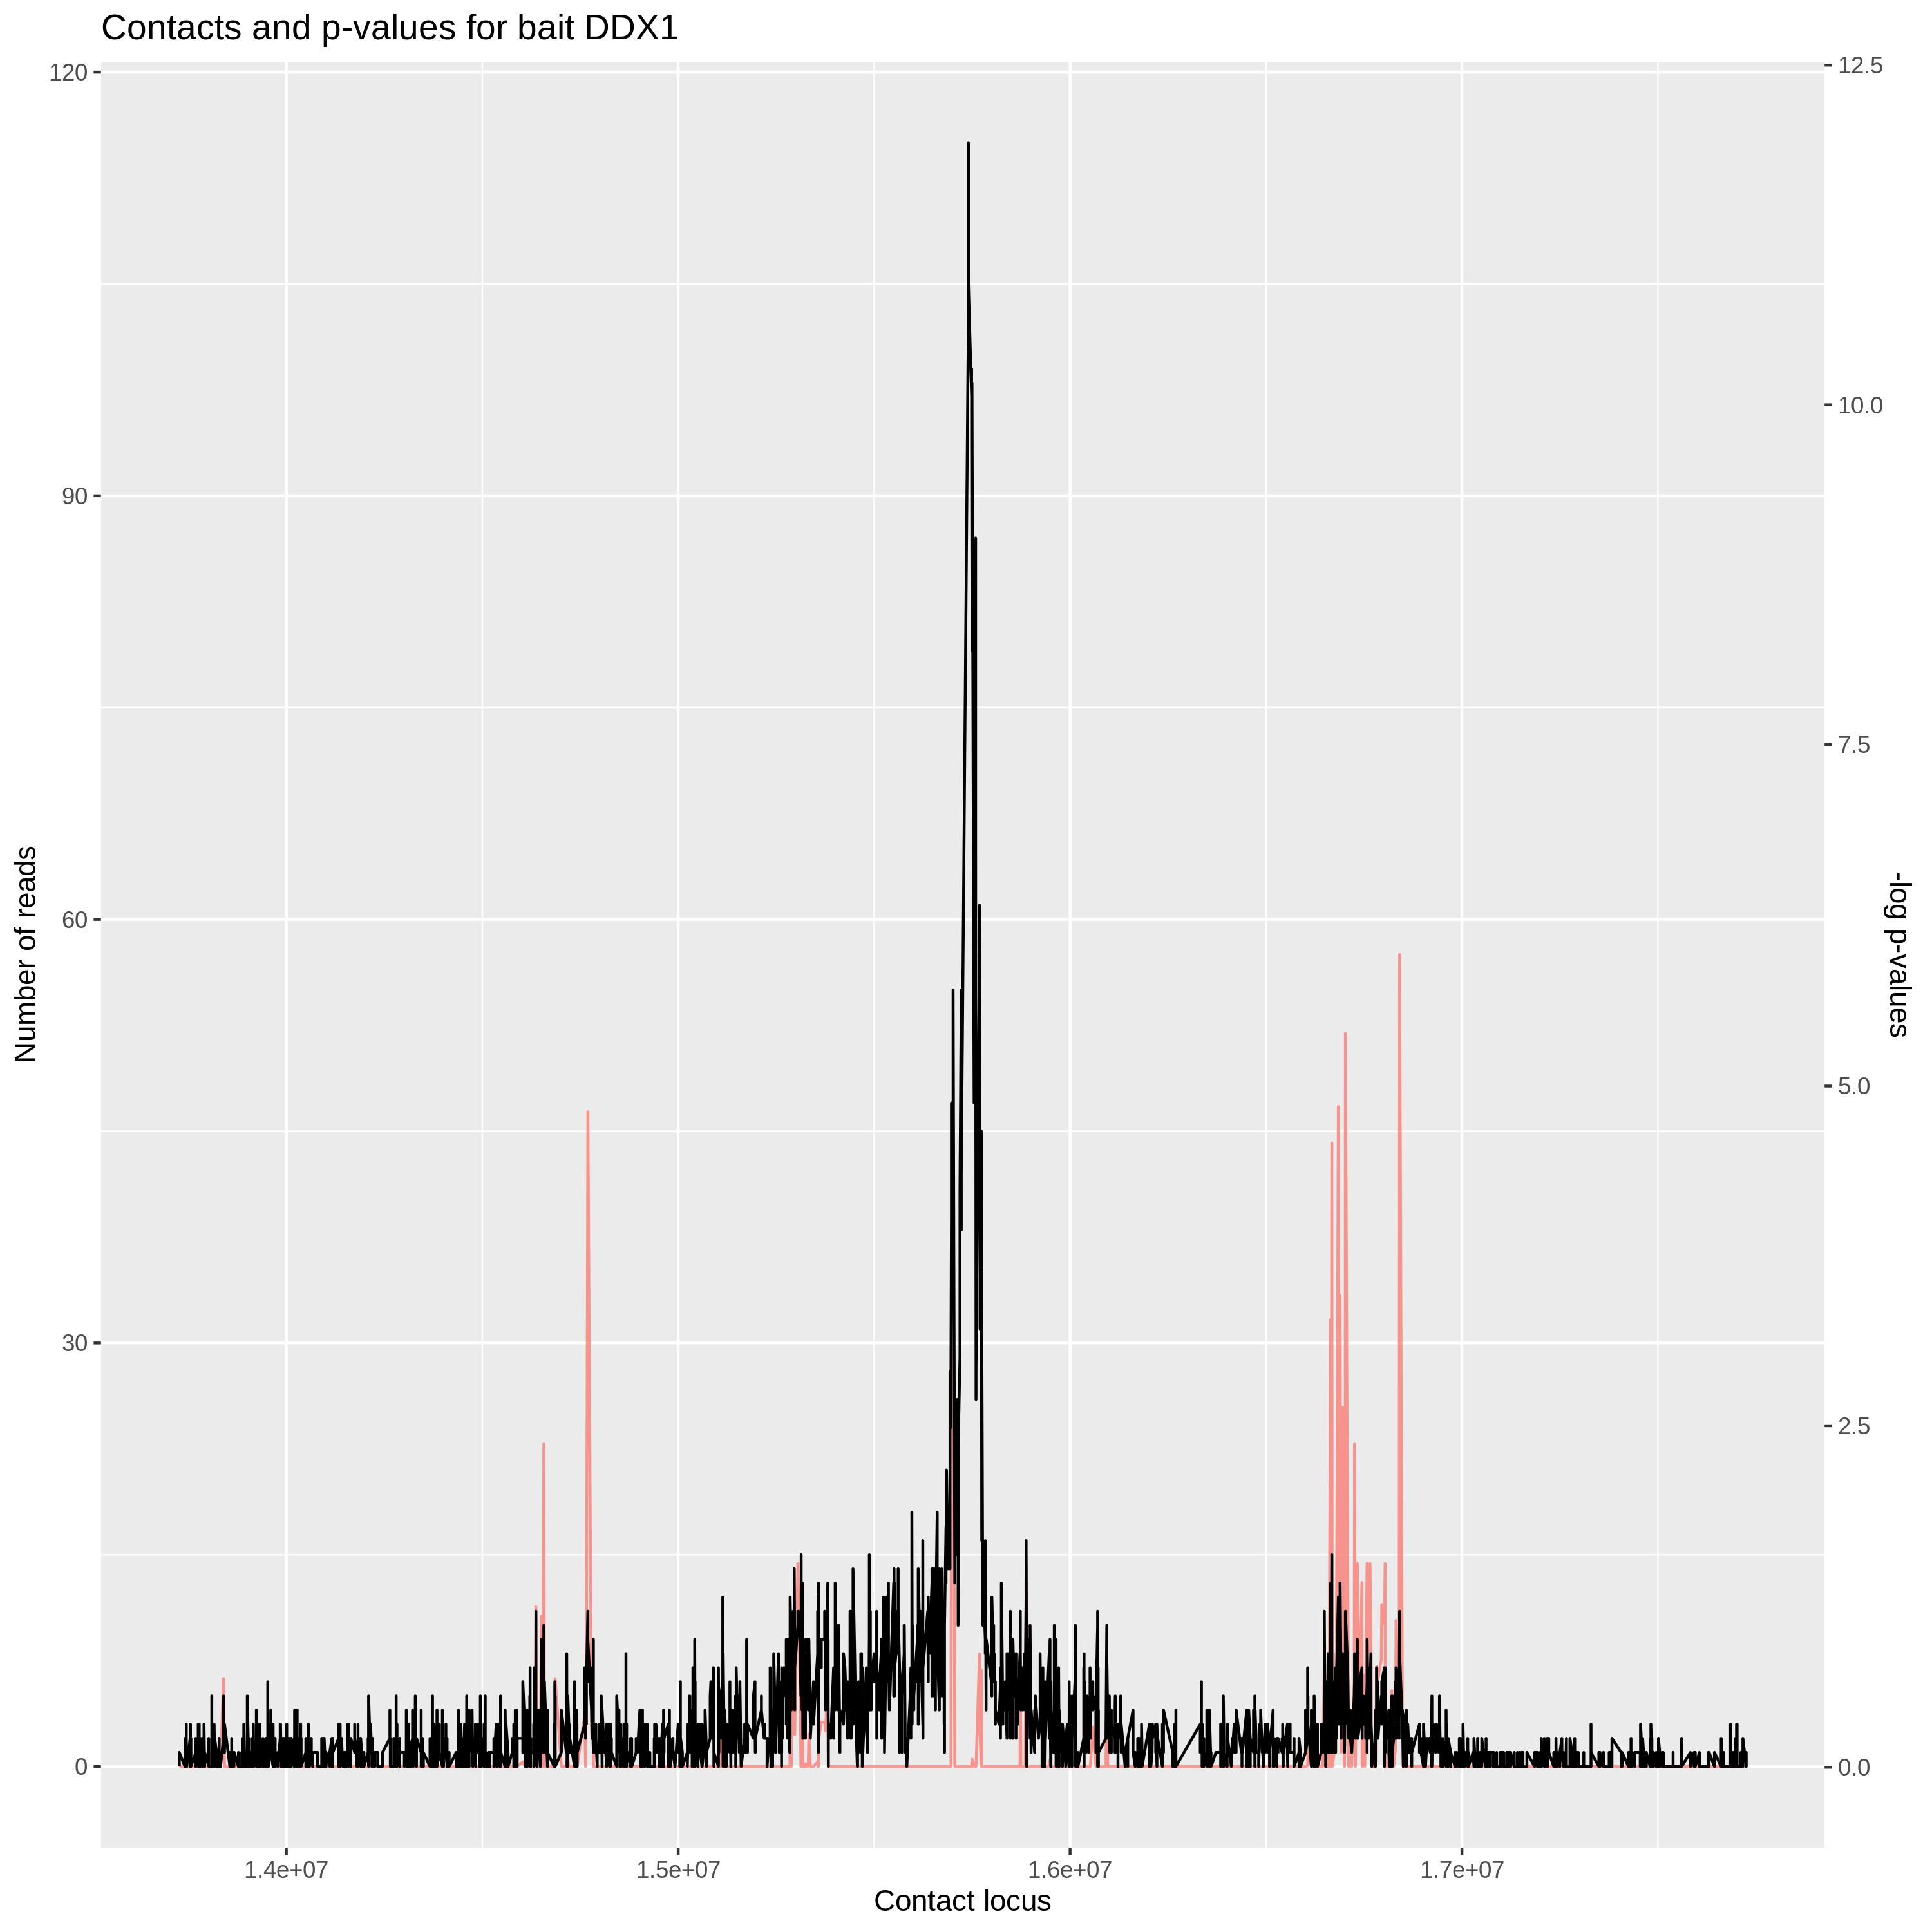 Contacts and p-values for bait DDX1
120
90
60
30
0
Number of reads
12.5
10.0
7.5
5.0
2.5
0.0
-log p-values
1.4e+07 1.5e+07 1.6e+07 1.7e+07
Contact locus